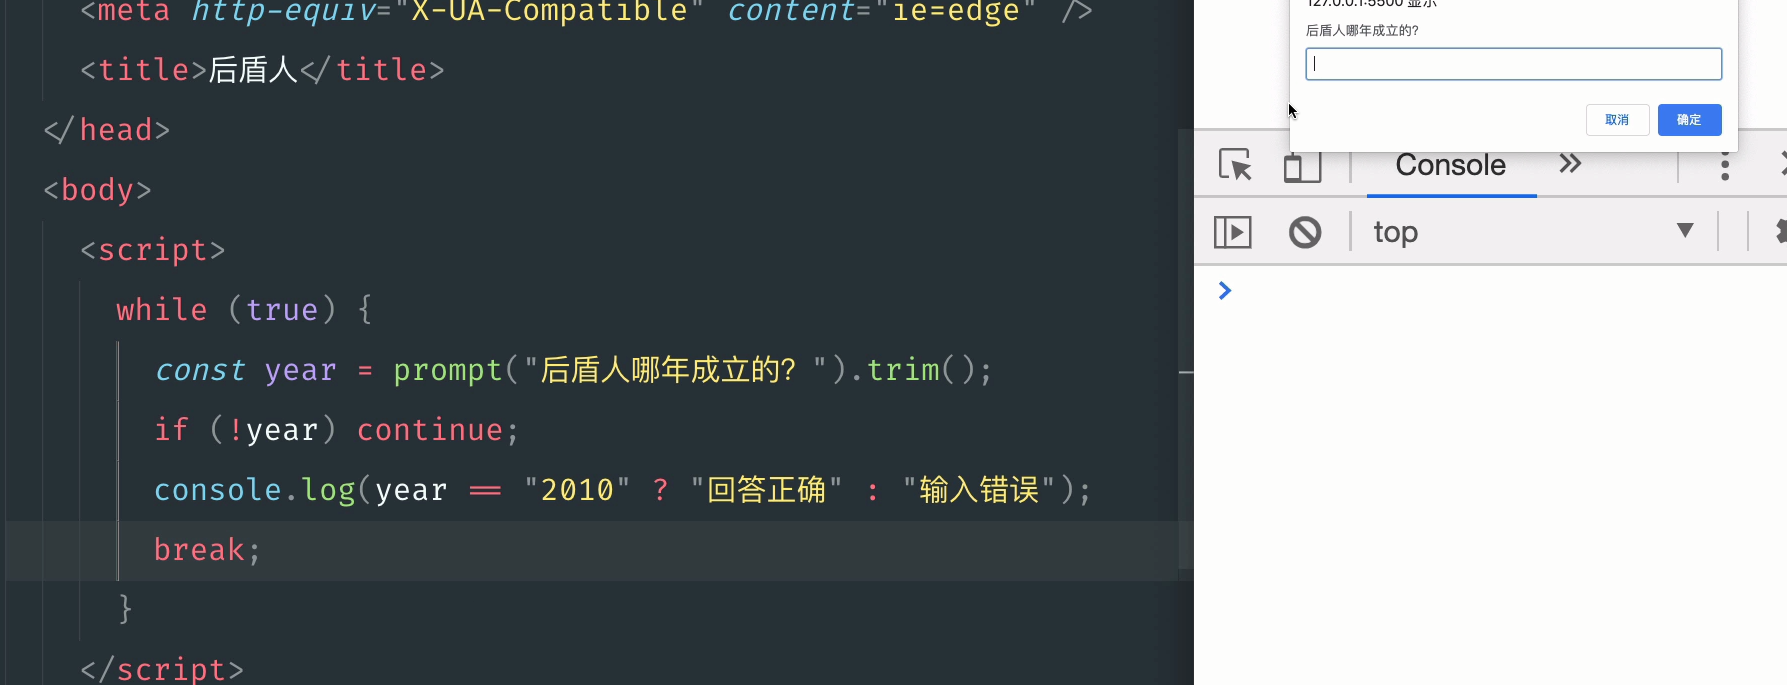 <meta http-equiv="X-UA-Compatible" content="ie=edge" />
<title>后盾人</title>
</head>
<body>
<script>
while (true) {
const year = prompt("后盾人哪年成立的？").trim();
if (!year) continue;
console.log(year == "2010" ? "回答正确" : "输入错误");
break;
}
</script>
127.0.0.1:5500 显示
后盾人哪年成立的?
取消
确定
Console
top